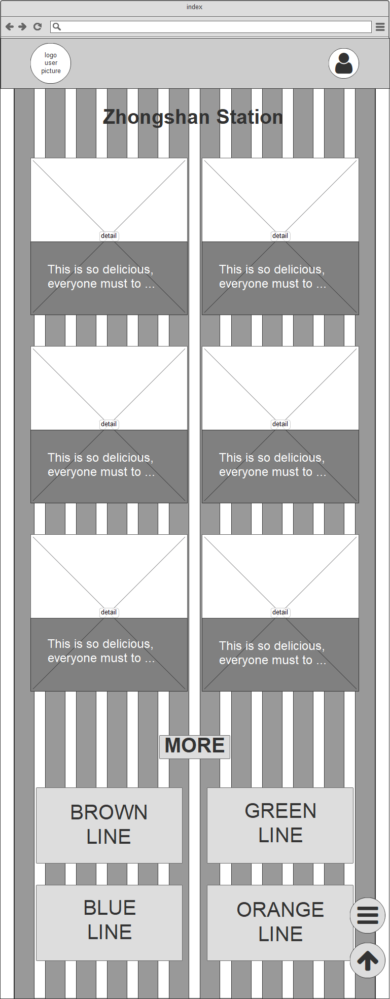 index
logo
user
picture
Zhongshan Station
detail
detail
This is so delicious,
everyone must to ...
This is so delicious,
everyone must to ...
detail
detail
This is so delicious,
everyone must to ...
This is so delicious,
everyone must to ...
detail
detail
This is so delicious,
everyone must to ...
This is so delicious,
everyone must to ...
MORE
BROWN
LINE
GREEN
LINE
BLUE
LINE
ORANGE
LINE